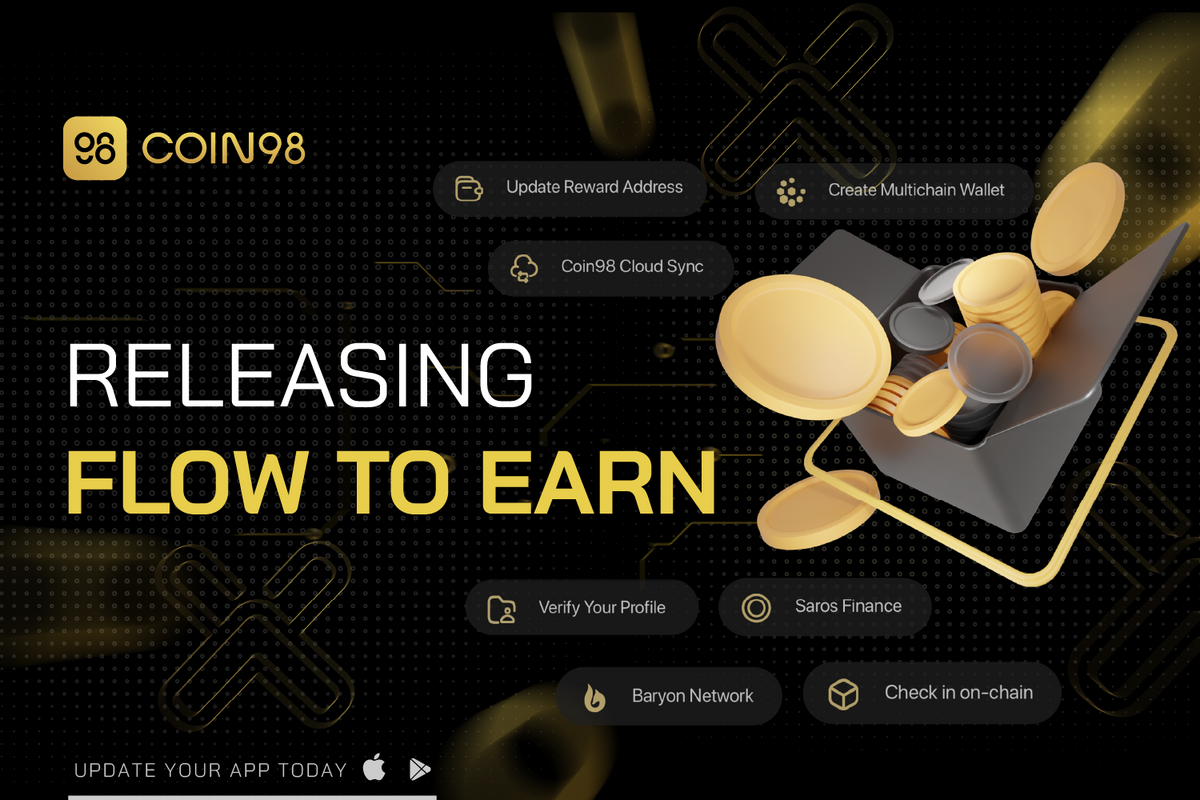 98 COIN98
Update Reward Address
Create Multichain Wallet
Coin98 Cloud Sync
RELEASING
FLOW TO EARN
Verify Your Profile
Saros Finance
Baryon Network
Check in on-chain
UPDATE YOUR APP TODAY